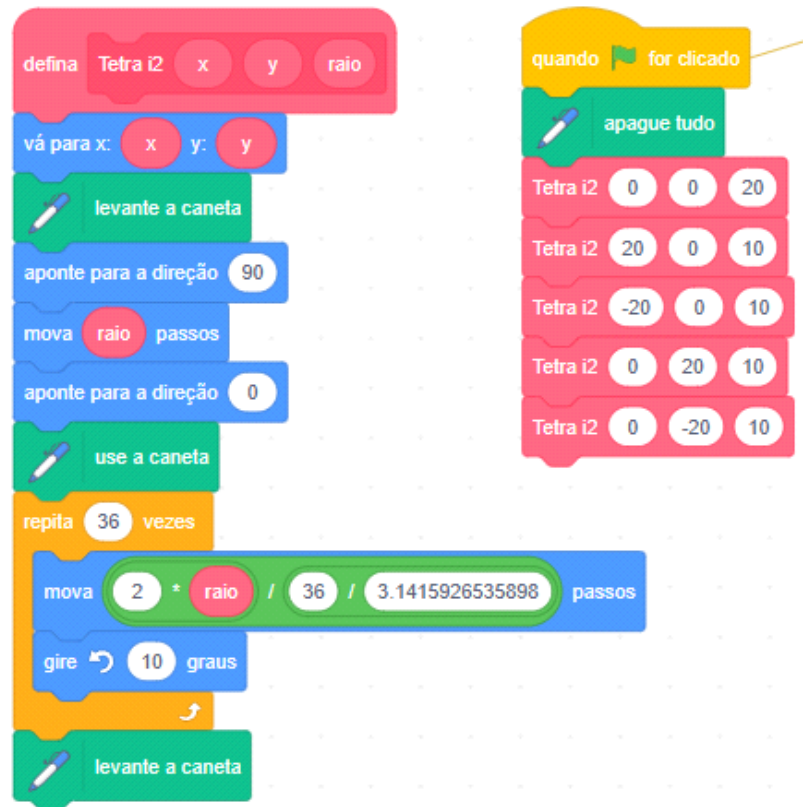 defina Tetra i2 x y raio
vá para x: x y: y
levante a caneta
aponte para a direção 90
mova raio passos
aponte para a direção 0
use a caneta
repita 36 vezes
mova 2 * raio / 36 / 3.1415926535898 passos
gire 10 graus
levante a caneta
quando for clicado
apague tudo
Tetra i2 0 0 20
Tetra i2 20 0 10
Tetra i2 -20 0 10
Tetra i2 0 20 10
Tetra i2 0 -20 10